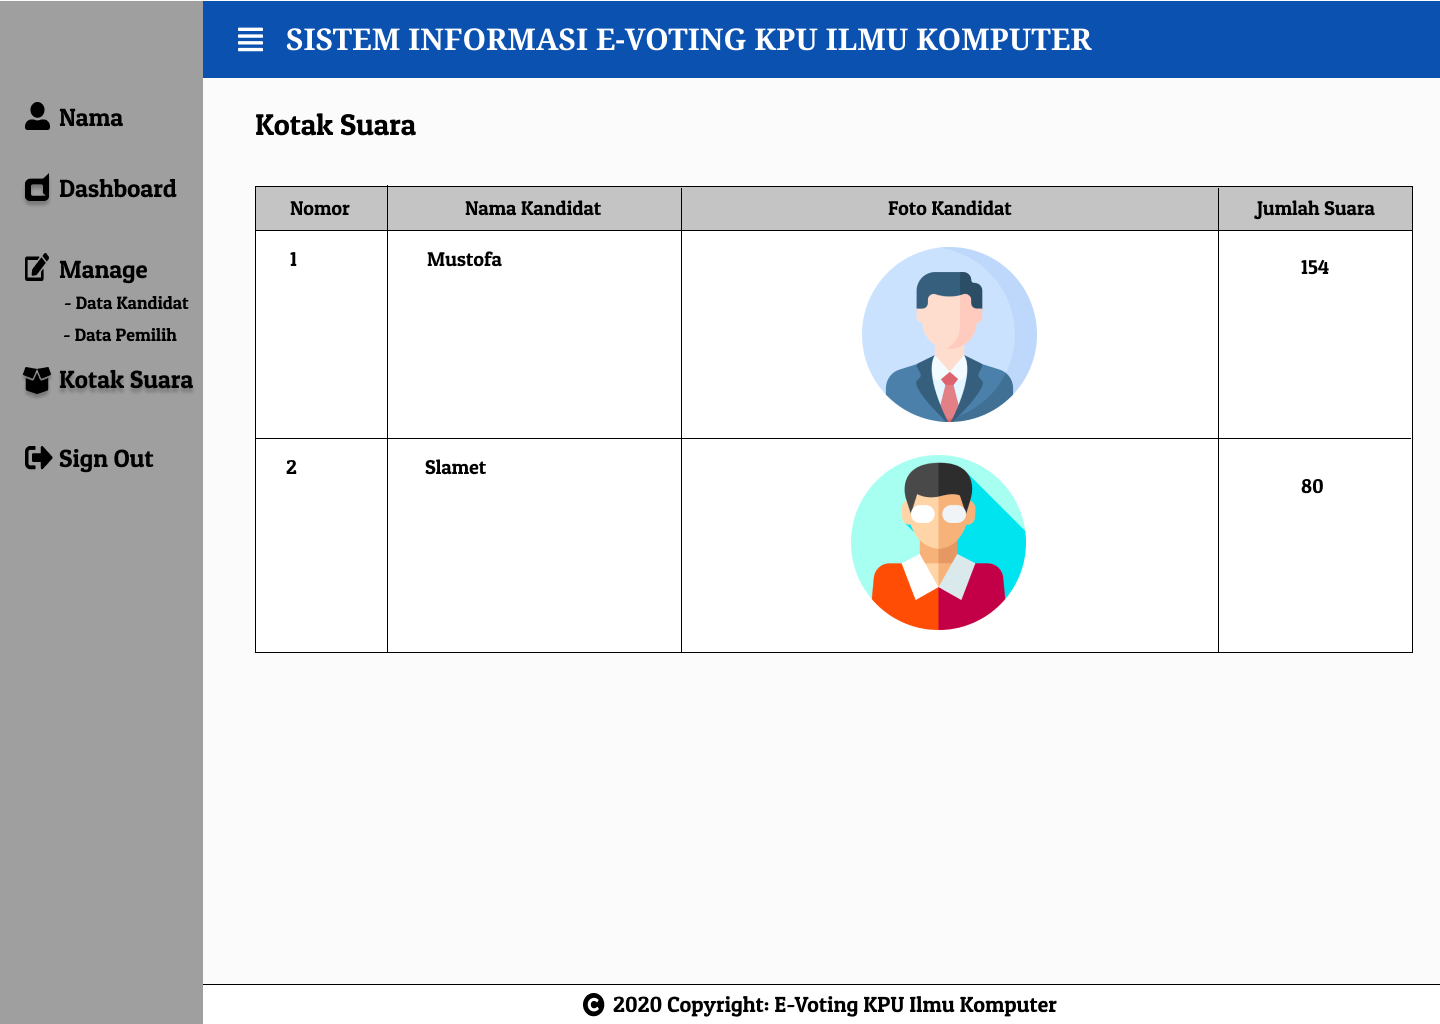 SISTEM INFORMASI E-VOTING KPU ILMU KOMPUTER
Nama
Dashboard
Manage
- Data Kandidat
- Data Pemilih
Kotak Suara
Sign Out
Kotak Suara
Nomor Nama Kandidat Foto Kandidat Jumlah Suara
1 Mustofa 154
2 Slamet 80
2020 Copyright: E-Voting KPU Ilmu Komputer